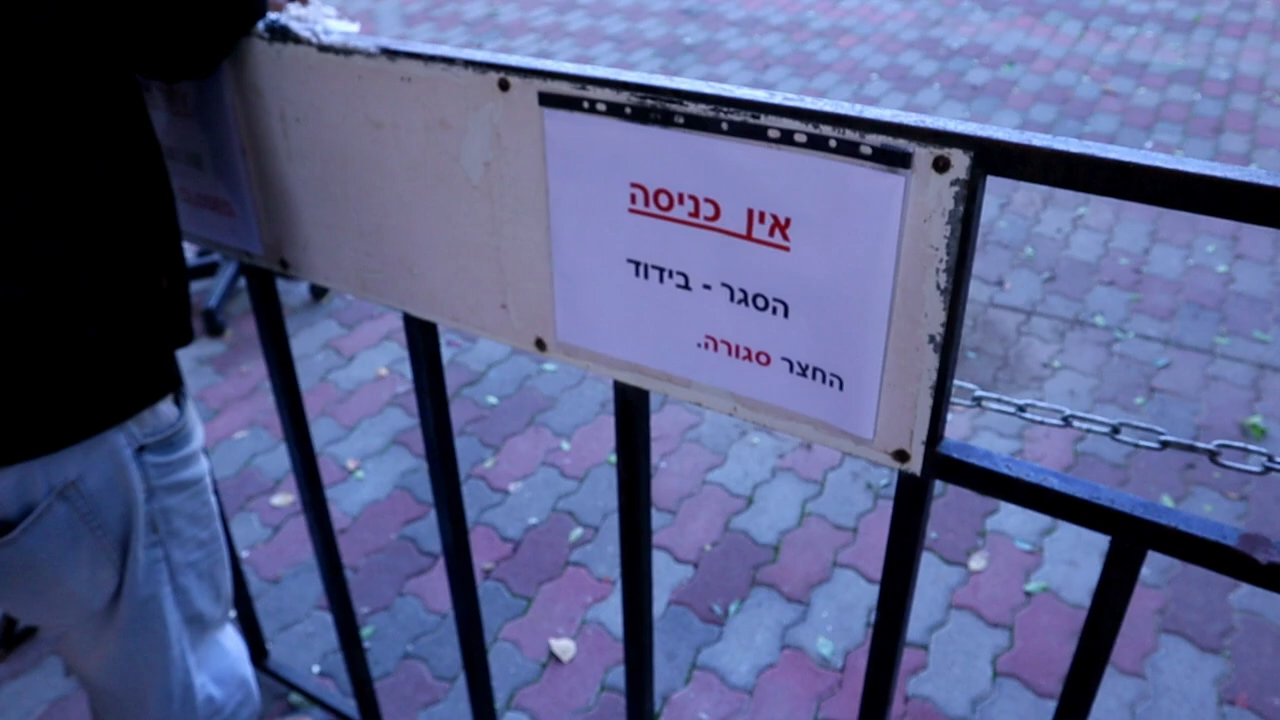 אין כניסה
הסגר - בידוד
החצר סגורה.